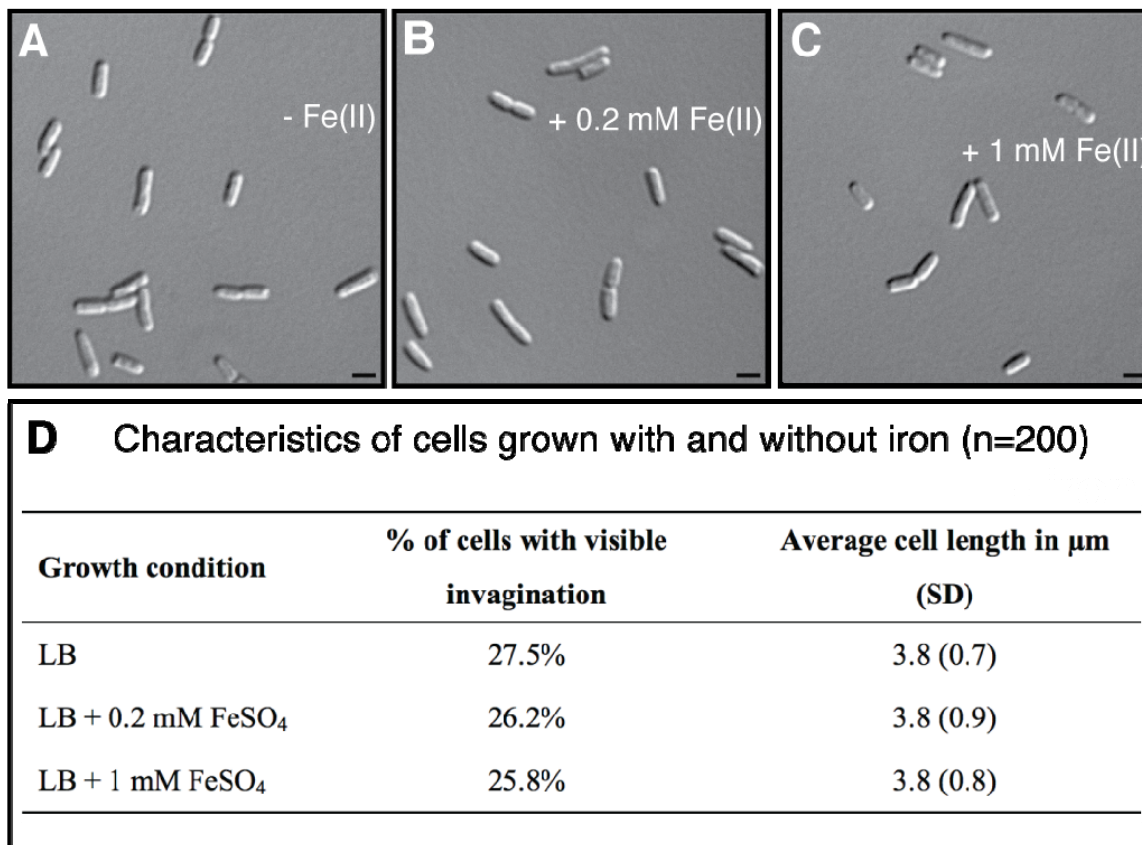 A
- Fe(II)
B
+ 0.2 mM Fe(II)
C
+ 1 mM Fe(II)
D Characteristics of cells grown with and without iron (n=200)
Growth condition % of cells with visible invagination Average cell length in µm (SD)
LB 27.5% 3.8 (0.7)
LB + 0.2 mM FeSO₄ 26.2% 3.8 (0.9)
LB + 1 mM FeSO₄ 25.8% 3.8 (0.8)